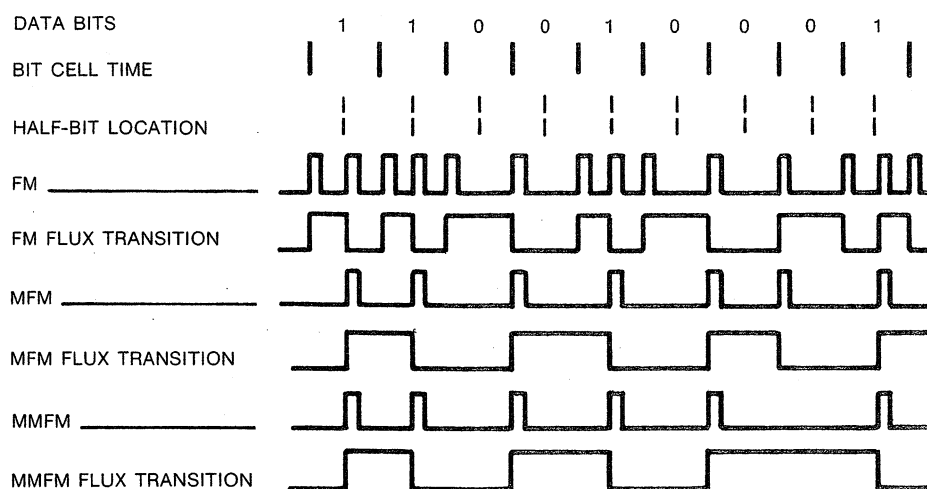 DATA BITS 1 1 0 0 1 0 0 0 1
BIT CELL TIME
HALF-BIT LOCATION
FM
FM FLUX TRANSITION
MFM
MFM FLUX TRANSITION
MMFM
MMFM FLUX TRANSITION